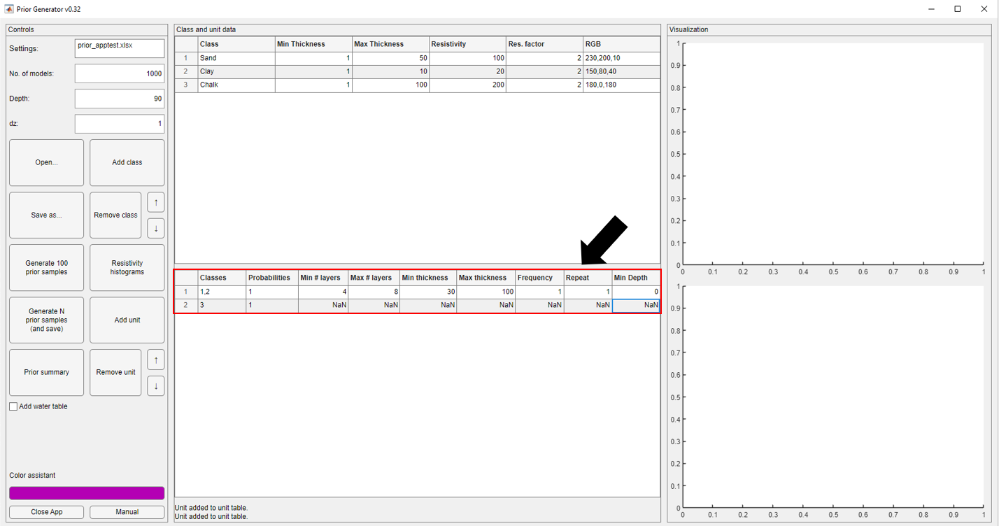 Prior Generator v0.32
Controls
Settings: prior_apptest.xlsx
No. of models: 1000
Depth: 90
dz: 1
Open...
Add class
Save as...
Remove class
↑
↓
Generate 100
prior samples
Resistivity
histograms
Generate N
prior samples
(and save)
Add unit
Prior summary
Remove unit
↑
↓
Add water table
Color assistant
Close App
Manual
Class and unit data
Class Min Thickness Max Thickness Resistivity Res. factor RGB
1 Sand 1 50 100 2 230,200,10
2 Clay 1 10 20 2 150,80,40
3 Chalk 1 100 200 2 180,0,180
Classes Probabilities Min # layers Max # layers Min thickness Max thickness Frequency Repeat Min Depth
1 1,2 1 4 8 30 100 1 1 0
2 3 1 NaN NaN NaN NaN NaN NaN NaN
Unit added to unit table.
Unit added to unit table.
Visualization
1
0.9
0.8
0.7
0.6
0.5
0.4
0.3
0.2
0.1
0
0 0.1 0.2 0.3 0.4 0.5 0.6 0.7 0.8 0.9 1
1
0.9
0.8
0.7
0.6
0.5
0.4
0.3
0.2
0.1
0
0 0.1 0.2 0.3 0.4 0.5 0.6 0.7 0.8 0.9 1